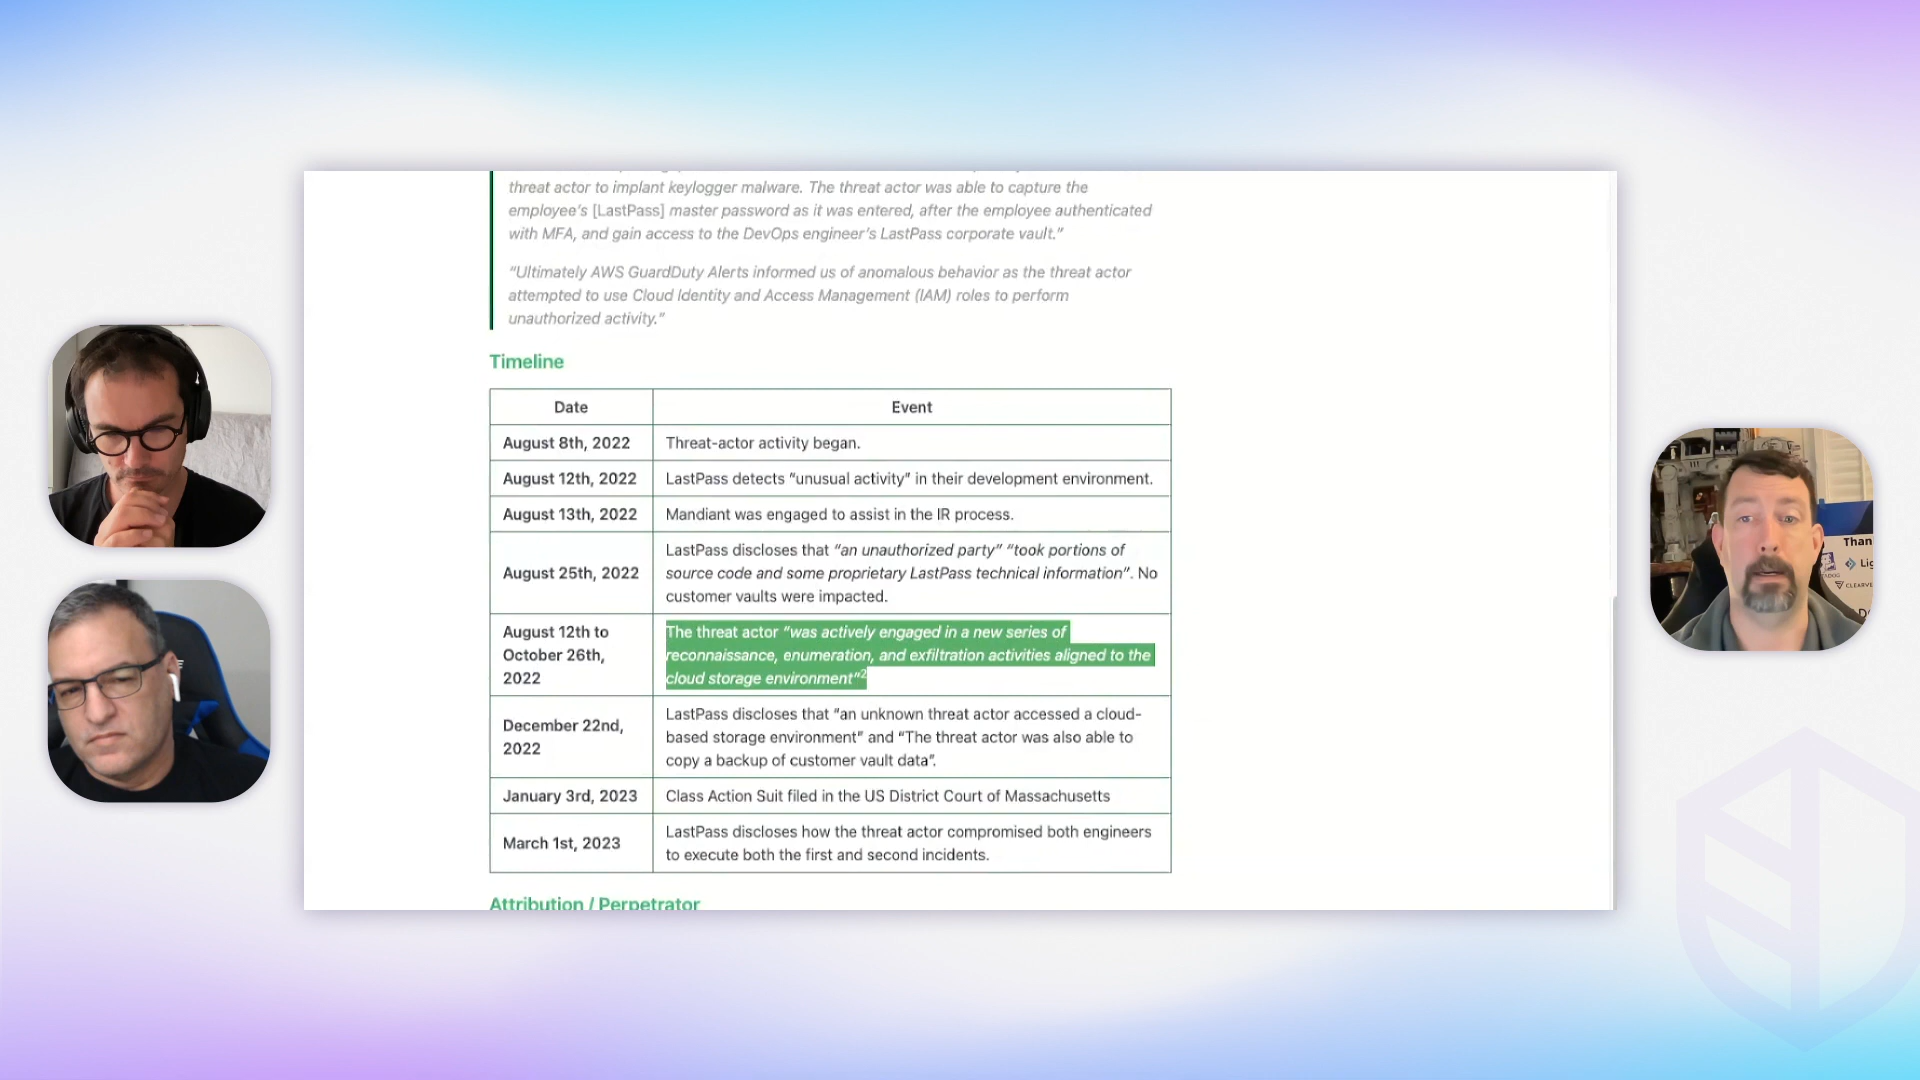 threat actor to implant keylogger malware. The threat actor was able to capture the
employee's [LastPass] master password as it was entered, after the employee authenticated
with MFA, and gain access to the DevOps engineer's LastPass corporate vault.”
“Ultimately AWS GuardDuty Alerts informed us of anomalous behavior as the threat actor
attempted to use Cloud Identity and Access Management (IAM) roles to perform
unauthorized activity.”
Timeline
Date Event
August 8th, 2022 Threat-actor activity began.
August 12th, 2022 LastPass detects “unusual activity” in their development environment.
August 13th, 2022 Mandiant was engaged to assist in the IR process.
August 25th, 2022
LastPass discloses that “an unauthorized party” “took portions of
source code and some proprietary LastPass technical information”. No
customer vaults were impacted.
August 12th to
October 26th,
2022
The threat actor “was actively engaged in a new series of
reconnaissance, enumeration, and exfiltration activities aligned to the
cloud storage environment”2
December 22nd,
2022
LastPass discloses that “an unknown threat actor accessed a cloud-
based storage environment” and “The threat actor was also able to
copy a backup of customer vault data”.
January 3rd, 2023 Class Action Suit filed in the US District Court of Massachusetts
March 1st, 2023
LastPass discloses how the threat actor compromised both engineers
to execute both the first and second incidents.
Attribution / Perpetrator
Than
Lig
CLEARVE